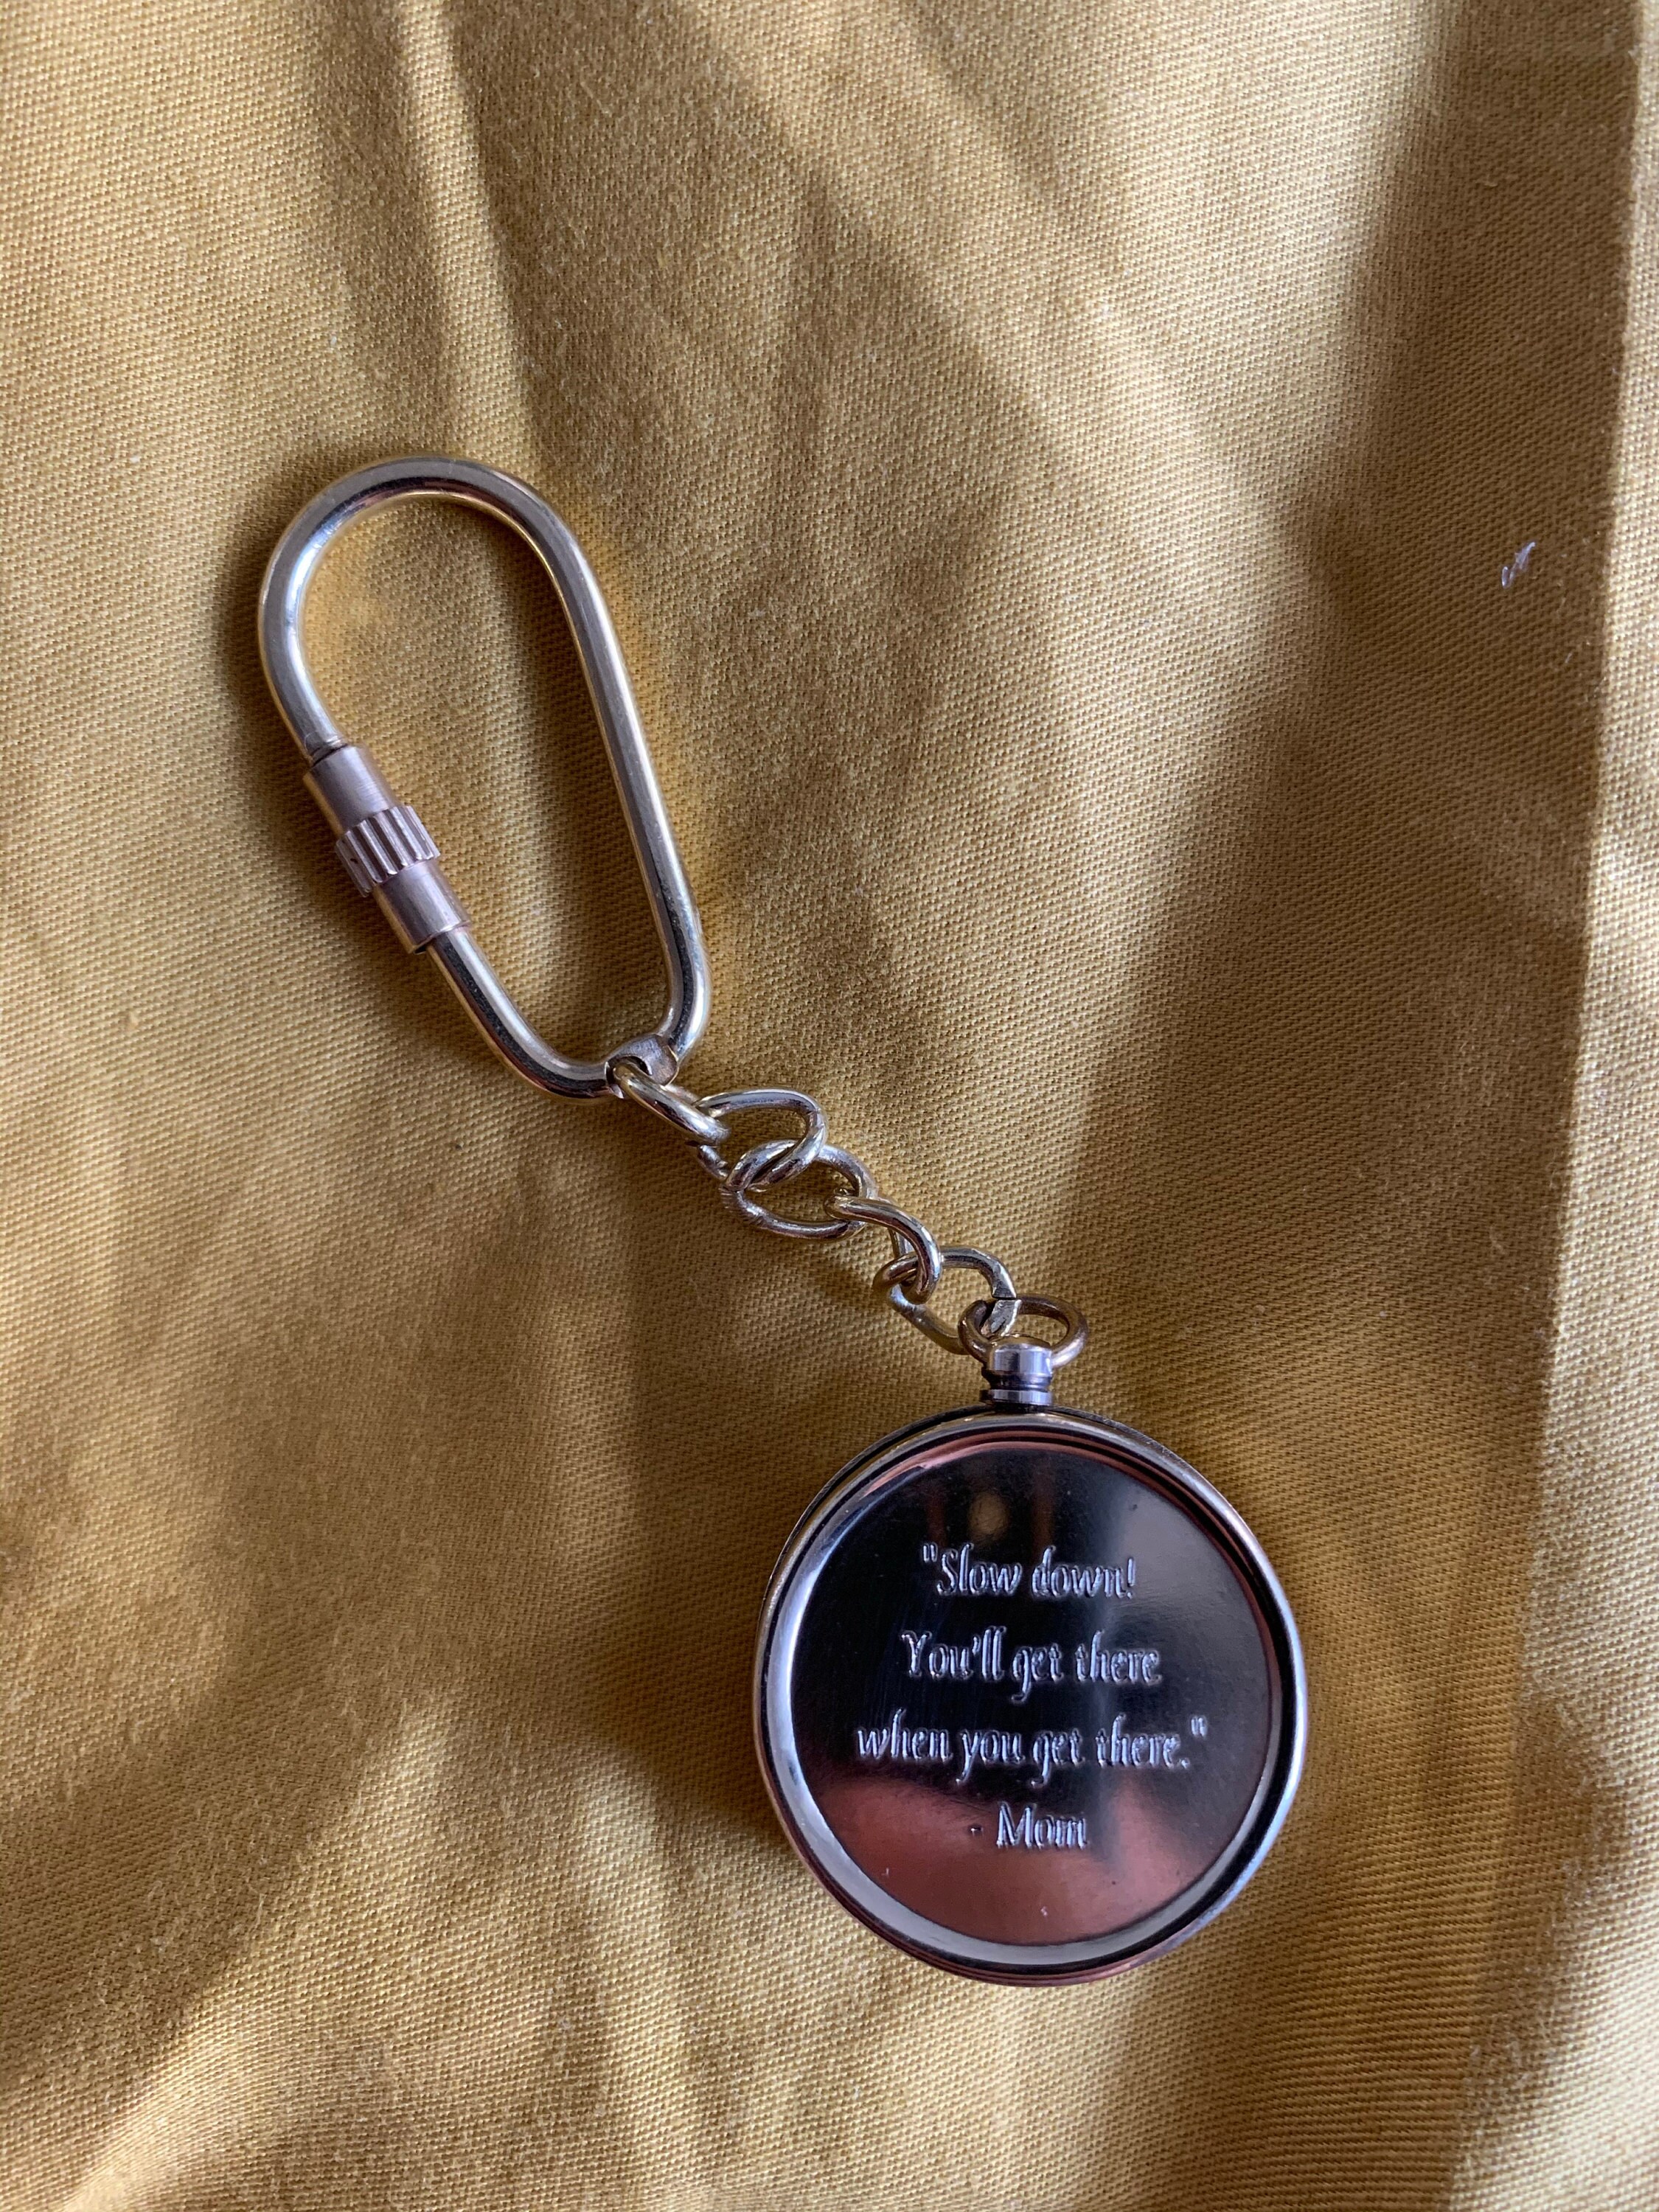 "Slow down!
You'll get there
when you get there."
- Mom